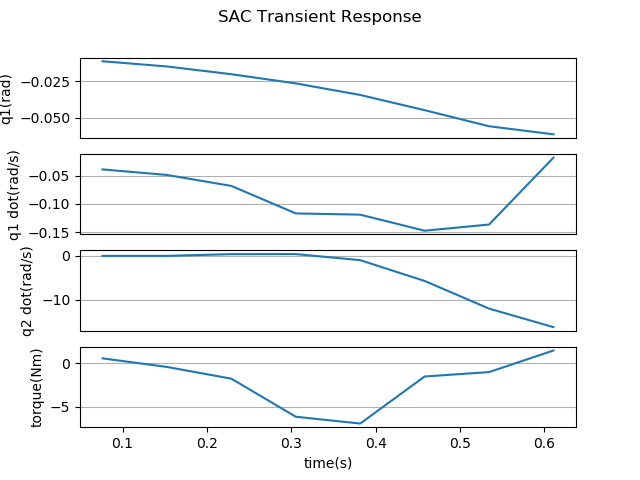 SAC Transient Response
q1(rad)
−0.025
−0.050
q1 dot(rad/s)
−0.05
−0.10
−0.15
q2 dot(rad/s)
0
−10
torque(Nm)
0
−5
0.1 0.2 0.3 0.4 0.5 0.6
time(s)